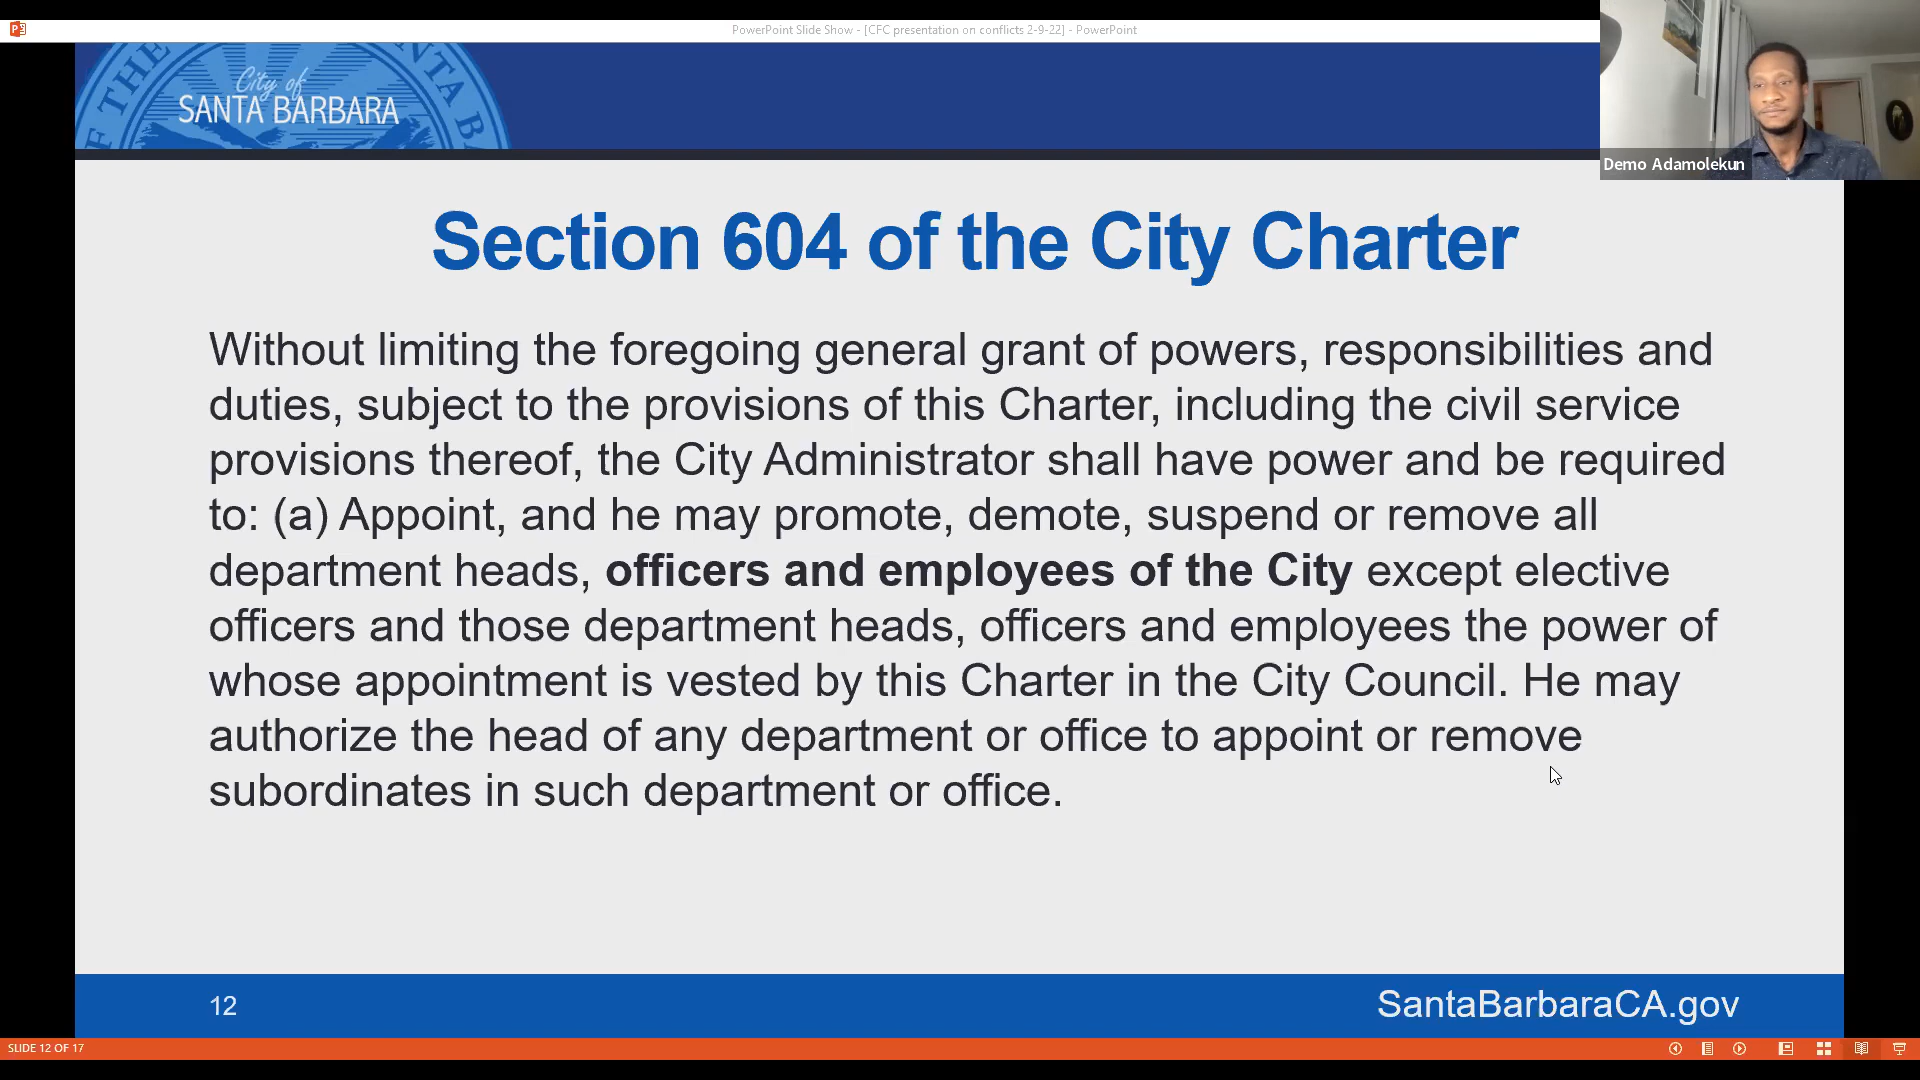 PowerPoint Slide Show - [CFC presentation on conflicts 2-9-22] - PowerPoint
F THE
NTA B
City of
SANTA BARBARA
Demo Adamolekun
Section 604 of the City Charter
Without limiting the foregoing general grant of powers, responsibilities and
duties, subject to the provisions of this Charter, including the civil service
provisions thereof, the City Administrator shall have power and be required
to: (a) Appoint, and he may promote, demote, suspend or remove all
department heads, officers and employees of the City except elective
officers and those department heads, officers and employees the power of
whose appointment is vested by this Charter in the City Council. He may
authorize the head of any department or office to appoint or remove
subordinates in such department or office.
12
SantaBarbaraCA.gov
SLIDE 12 OF 17